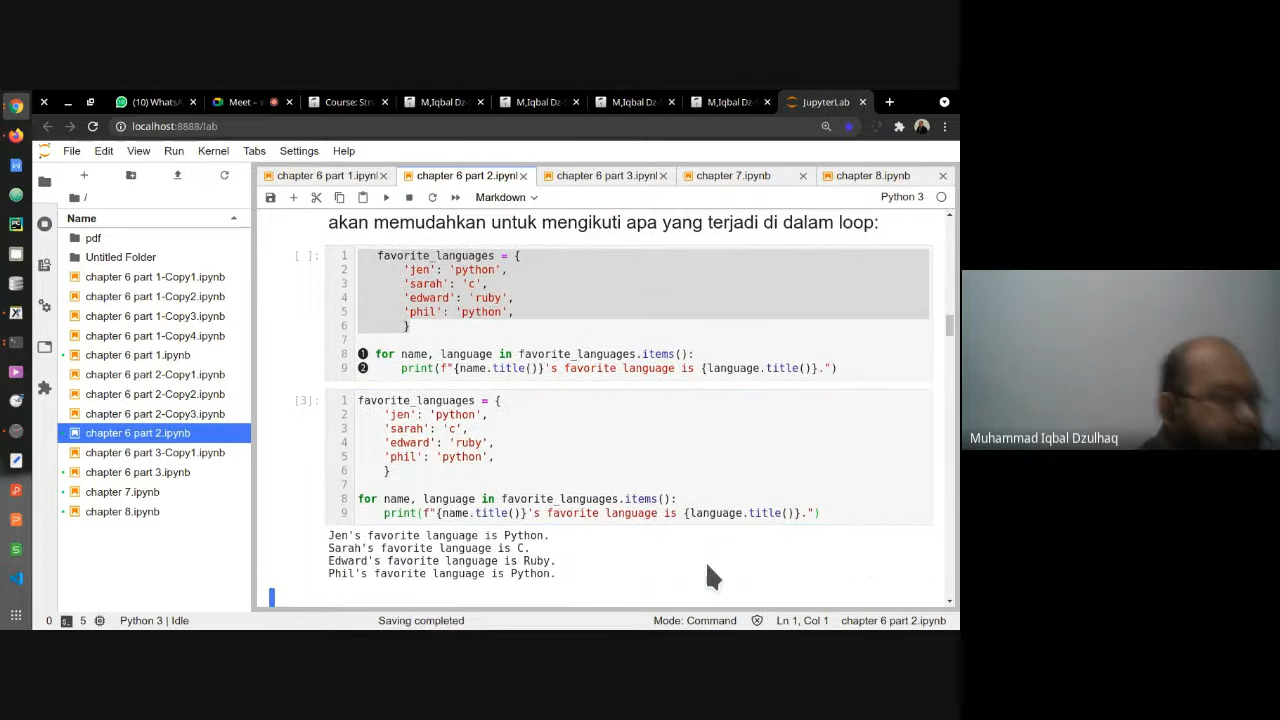 (10) WhatsA
Meet – v
Course: Str
M,Iqbal Dz
M,Iqbal Dz
M,Iqbal Dz
M,Iqbal Dz
JupyterLab
localhost:8888/lab
File Edit View Run Kernel Tabs Settings Help
chapter 6 part 1.ipynl
chapter 6 part 2.ipynl
chapter 6 part 3.ipynl
chapter 7.ipynb
chapter 8.ipynb
/
Markdown
Python 3
Name
pdf
Untitled Folder
chapter 6 part 1-Copy1.ipynb
chapter 6 part 1-Copy2.ipynb
chapter 6 part 1-Copy3.ipynb
chapter 6 part 1-Copy4.ipynb
chapter 6 part 1.ipynb
chapter 6 part 2-Copy1.ipynb
chapter 6 part 2-Copy2.ipynb
chapter 6 part 2-Copy3.ipynb
chapter 6 part 2.ipynb
chapter 6 part 3-Copy1.ipynb
chapter 6 part 3.ipynb
chapter 7.ipynb
chapter 8.ipynb
akan memudahkan untuk mengikuti apa yang terjadi di dalam loop:
[ ]: 1 favorite_languages = {
2 'jen': 'python',
3 'sarah': 'c',
4 'edward': 'ruby',
5 'phil': 'python',
6 }
7
8 ❶ for name, language in favorite_languages.items():
9 ❷ print(f"{name.title()}'s favorite language is {language.title()}.")
[3]: 1 favorite_languages = {
2 'jen': 'python',
3 'sarah': 'c',
4 'edward': 'ruby',
5 'phil': 'python',
6 }
7
8 for name, language in favorite_languages.items():
9 print(f"{name.title()}'s favorite language is {language.title()}.")
Jen's favorite language is Python.
Sarah's favorite language is C.
Edward's favorite language is Ruby.
Phil's favorite language is Python.
0 5 Python 3 | Idle Saving completed Mode: Command Ln 1, Col 1 chapter 6 part 2.ipynb
Muhammad Iqbal Dzulhaq